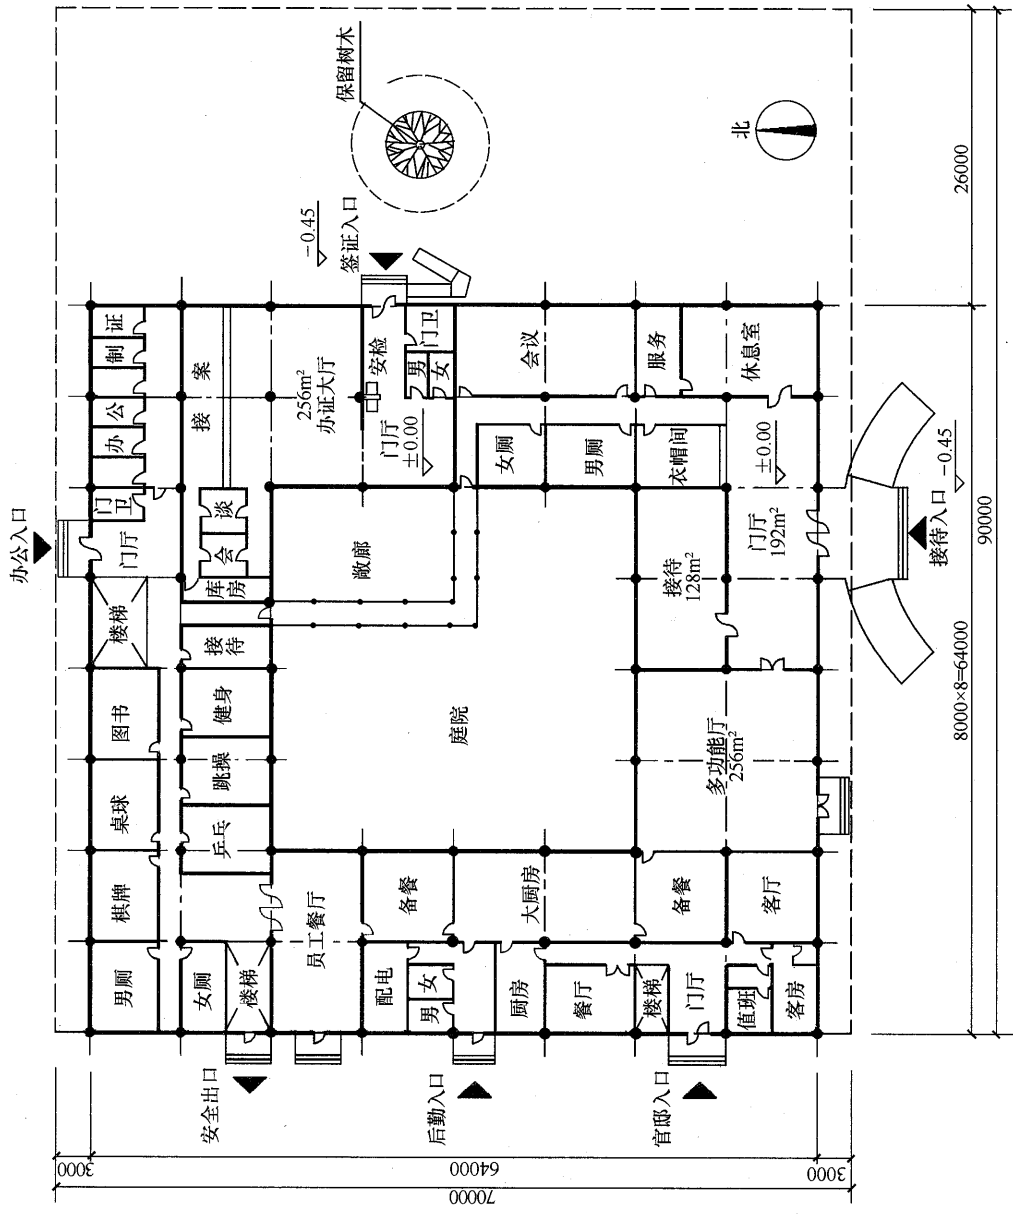 保留树木
北
26000
-0.45
签证入口
办公入口
证
制
公
办
门卫
门厅
案
接
256m²
办证大厅
安检
门卫
男
女
会议
服务
休息室
门厅
±0.00
女厕
男厕
衣帽间
±0.00
谈
会
库房
敞廊
接待
128m²
门厅
192m²
接待入口
-0.45
90000
8000×8=64000
楼梯
接待
图书
健身
庭院
桌球
跳操
乒乓
多功能厅
256m²
棋牌
员工餐厅
备餐
大厨房
备餐
客厅
男厕
女厕
楼梯
配电
女
男
厨房
餐厅
楼梯
门厅
值班
客房
安全出口
后勤入口
官邸入口
3000
64000
3000
70000